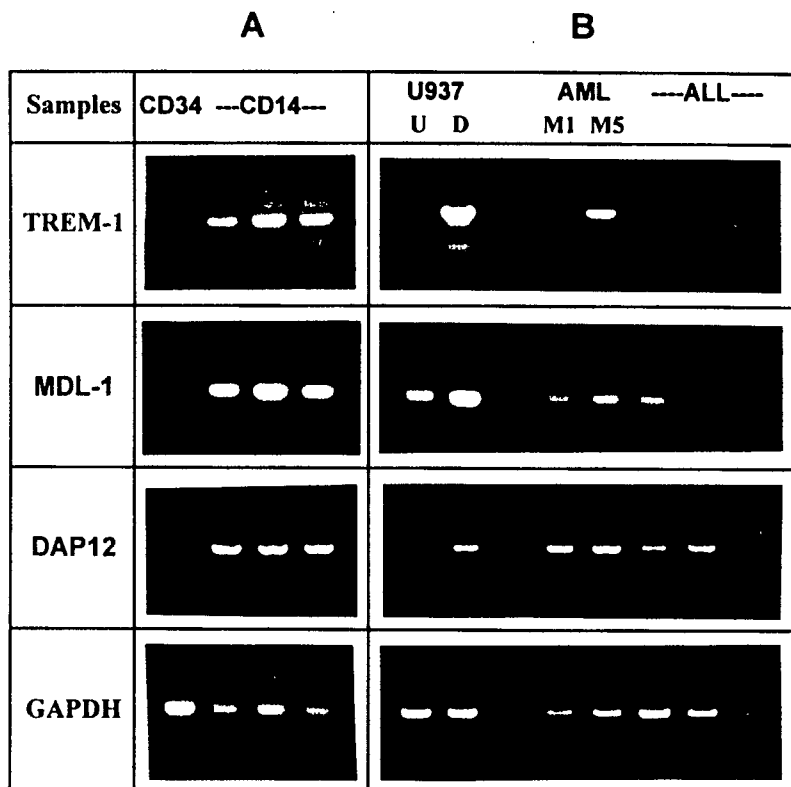 A B
Samples CD34 ---CD14--- U937 AML ----ALL----
U D M1 M5
TREM-1
MDL-1
DAP12
GAPDH